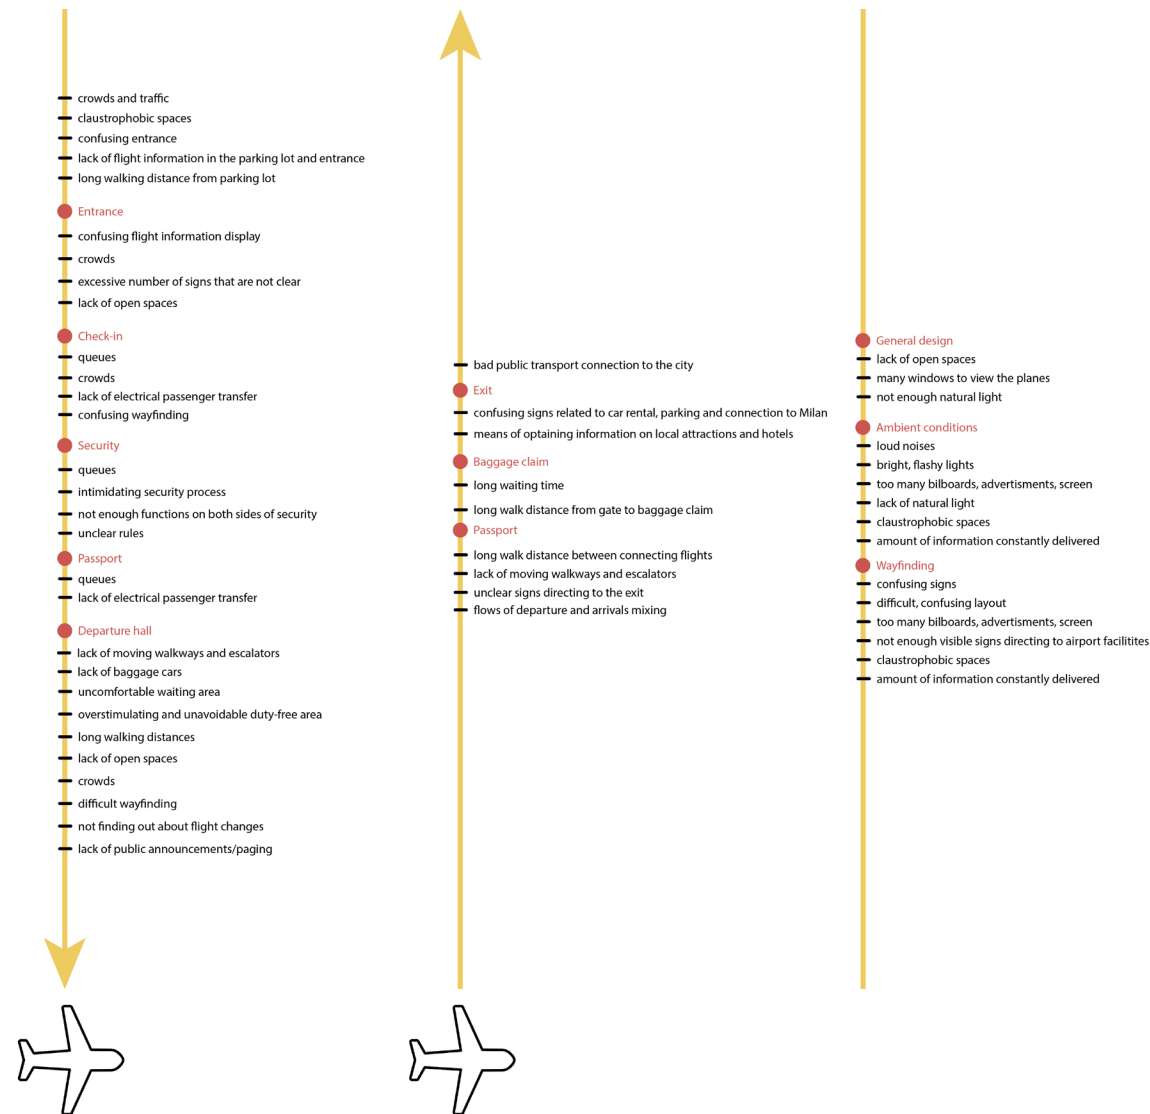 crowds and traffic
claustrophobic spaces
confusing entrance
lack of flight information in the parking lot and entrance
long walking distance from parking lot
Entrance
confusing flight information display
crowds
excessive number of signs that are not clear
lack of open spaces
Check-in
queues
crowds
lack of electrical passenger transfer
confusing wayfinding
Security
queues
intimidating security process
not enough functions on both sides of security
unclear rules
Passport
queues
lack of electrical passenger transfer
Departure hall
lack of moving walkways and escalators
lack of baggage cars
uncomfortable waiting area
overstimulating and unavoidable duty-free area
long walking distances
lack of open spaces
crowds
difficult wayfinding
not finding out about flight changes
lack of public announcements/paging
bad public transport connection to the city
Exit
confusing signs related to car rental, parking and connection to Milan
means of optaining information on local attractions and hotels
Baggage claim
long waiting time
long walk distance from gate to baggage claim
Passport
long walk distance between connecting flights
lack of moving walkways and escalators
unclear signs directing to the exit
flows of departure and arrivals mixing
General design
lack of open spaces
many windows to view the planes
not enough natural light
Ambient conditions
loud noises
bright, flashy lights
too many bilboards, advertisments, screen
lack of natural light
claustrophobic spaces
amount of information constantly delivered
Wayfinding
confusing signs
difficult, confusing layout
too many bilboards, advertisments, screen
not enough visible signs directing to airport facilitites
claustrophobic spaces
amount of information constantly delivered